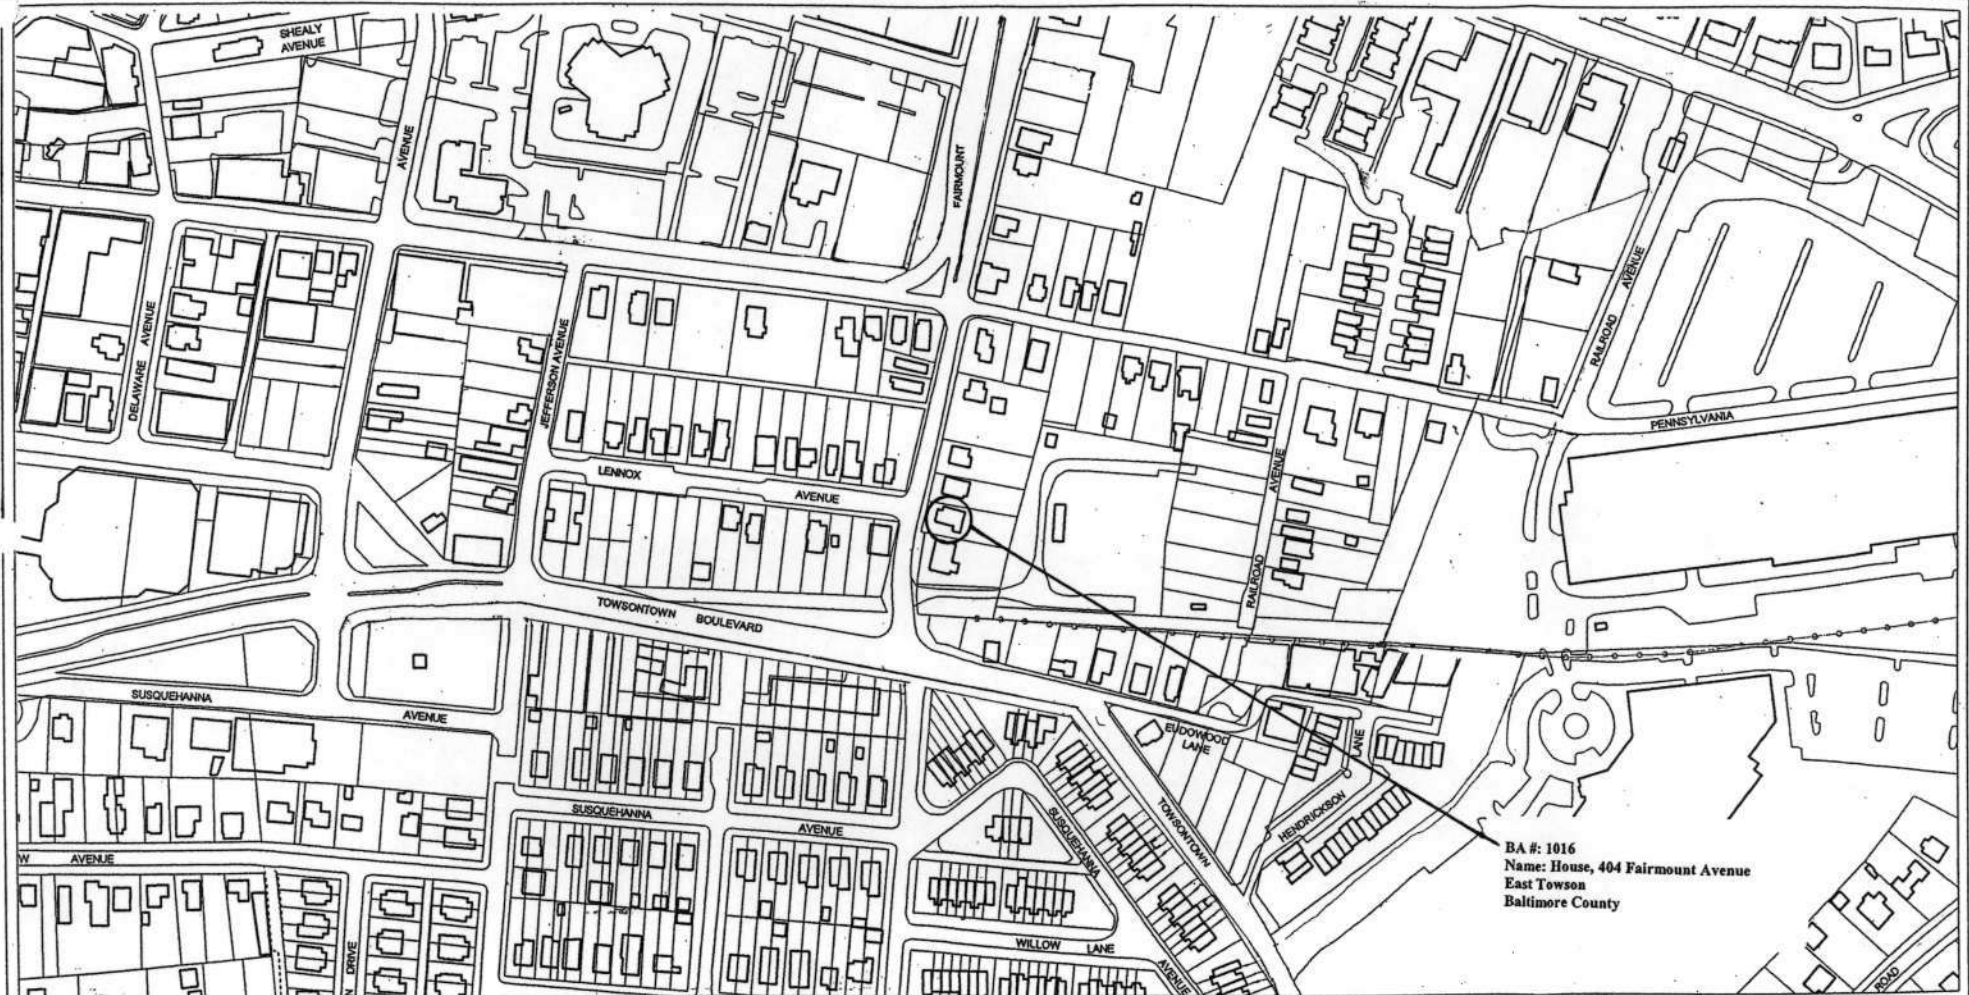 SHEALY
AVENUE
AVENUE
FAIRMOUNT
DELAWARE AVENUE
JEFFERSON AVENUE
RAILROAD AVENUE
PENNSYLVANIA
LENNOX AVENUE
RAILROAD AVENUE
TOWSONTOWN BOULEVARD
SUSQUEHANNA AVENUE
EUDOWOOD
LANE
LANE
HENDRICKSON
TOWSONTOWN
SUSQUEHANNA AVENUE
SUSQUEHANNA
AVENUE
W AVENUE
BA #: 1016
Name: House, 404 Fairmount Avenue
East Towson
Baltimore County
WILLOW LANE
DRIVE
ROAD